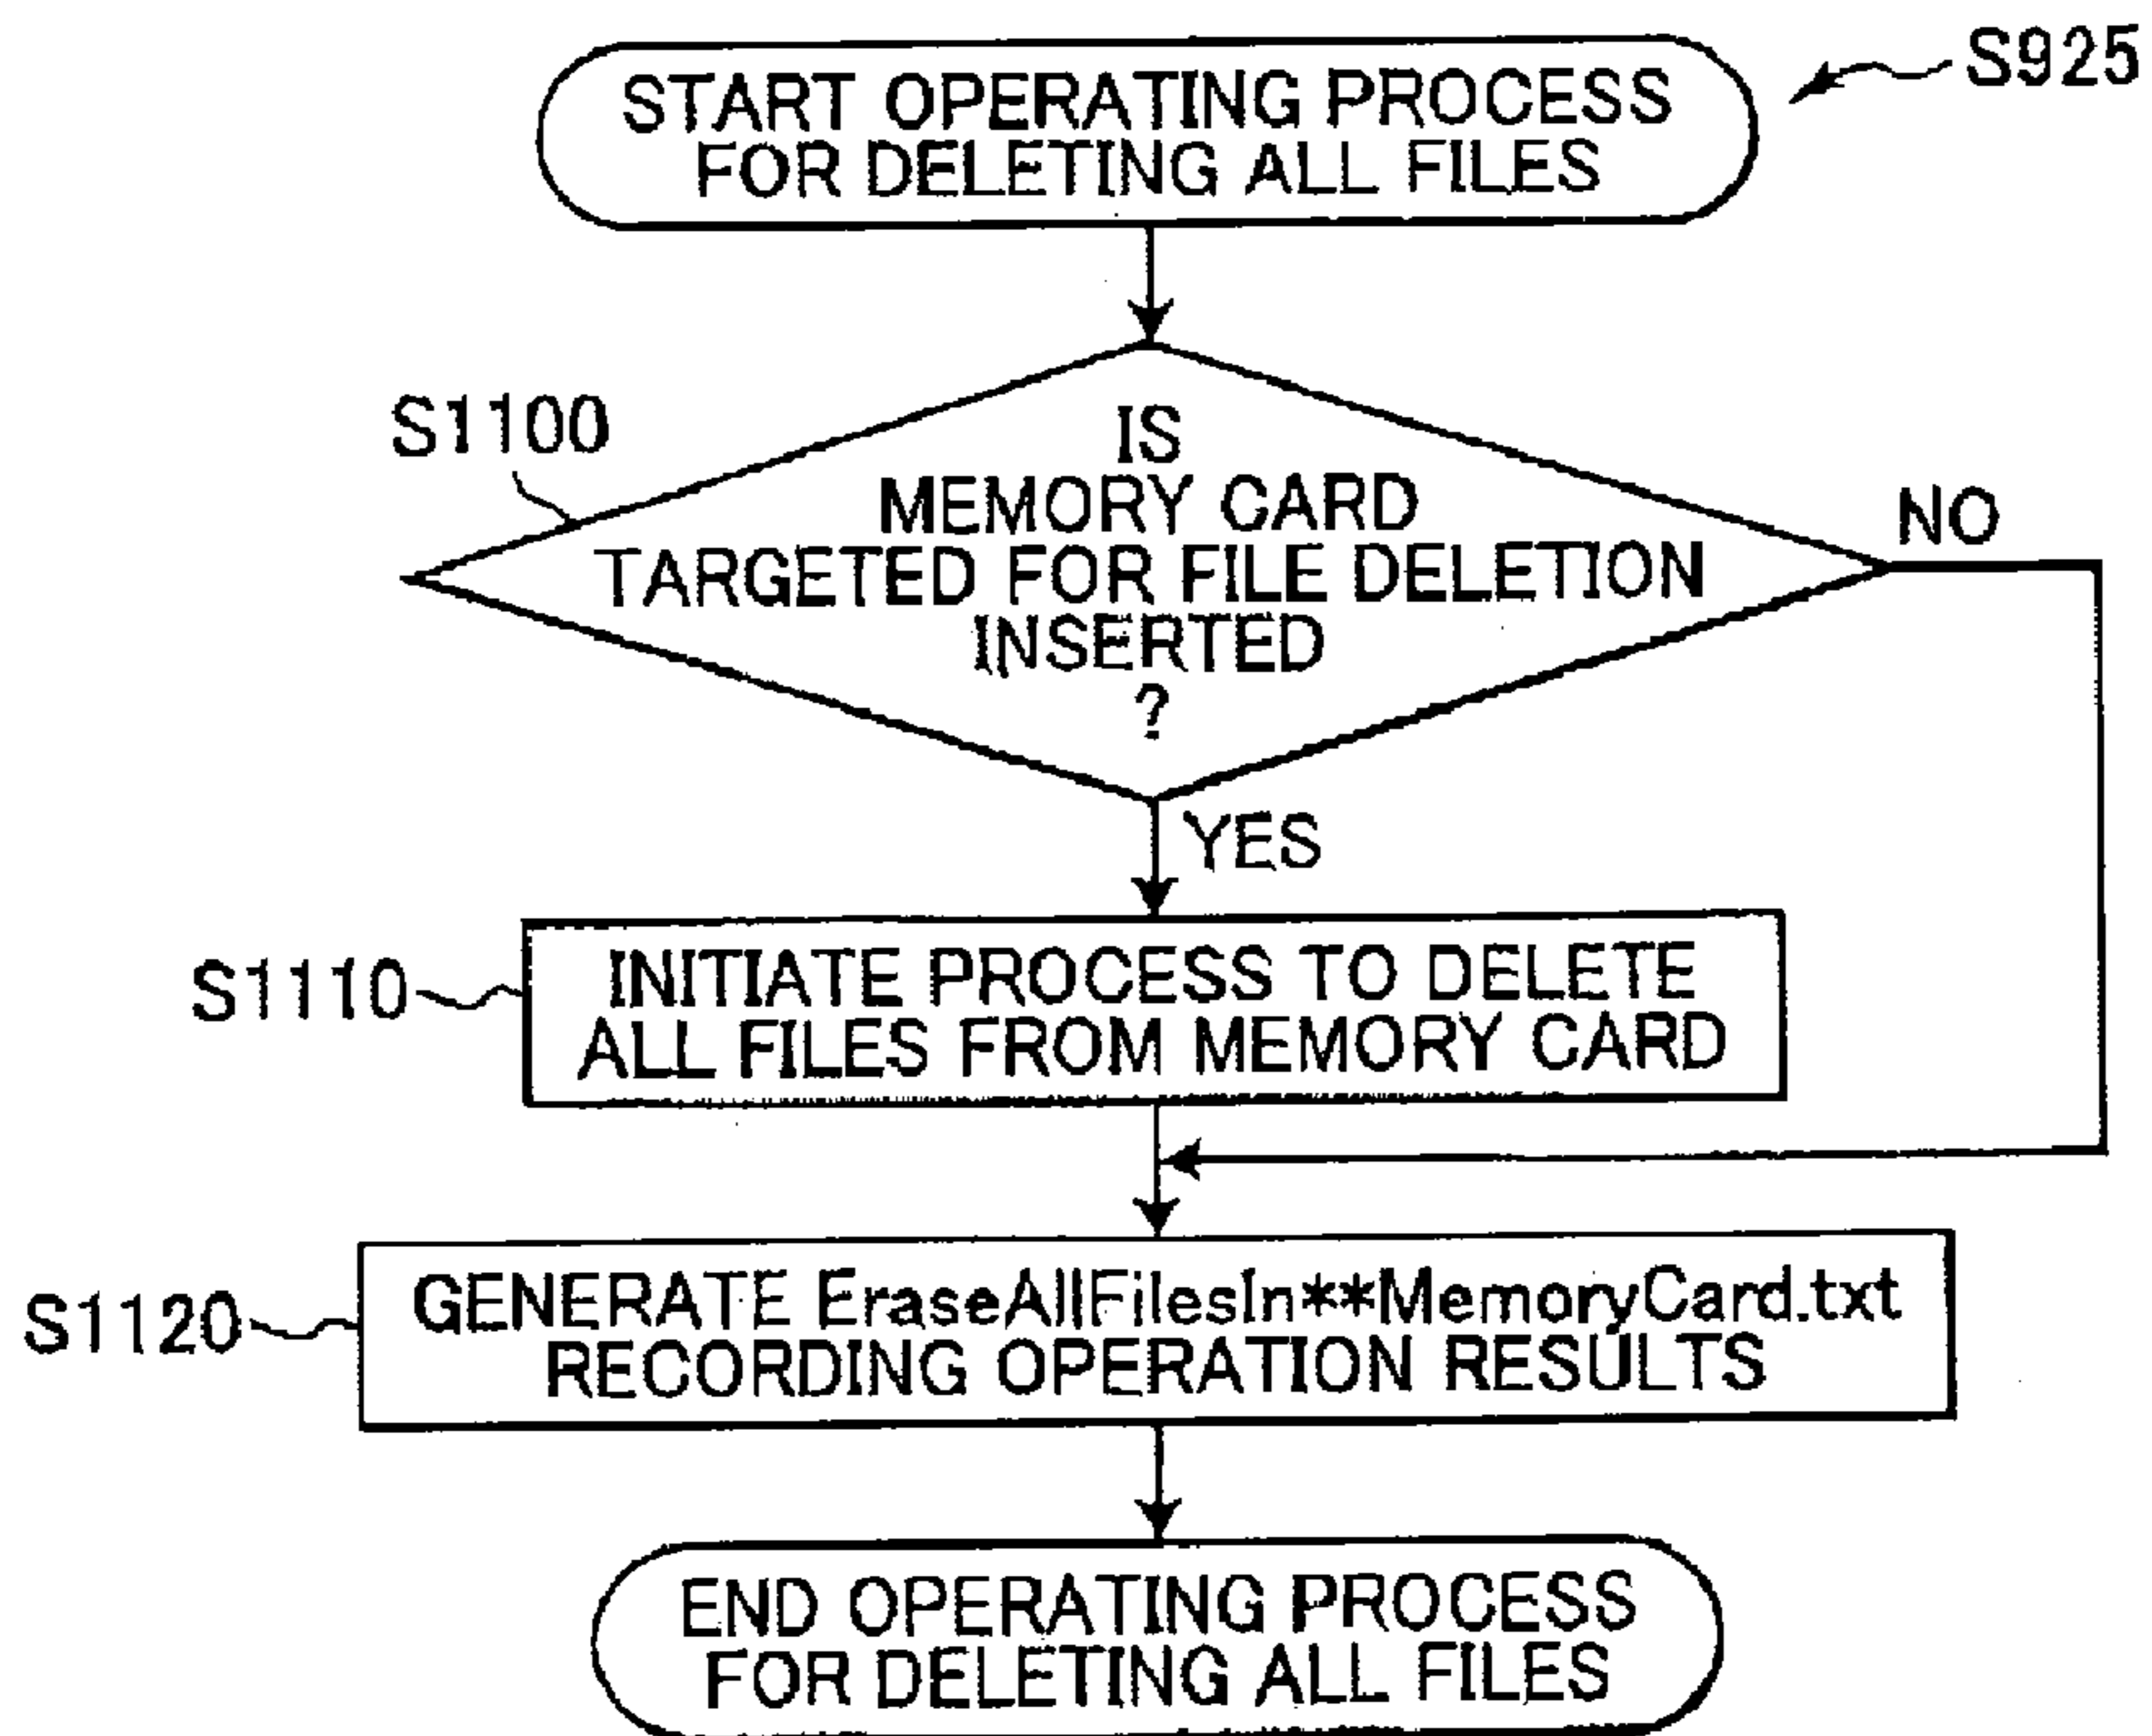 START OPERATING PROCESS
FOR DELETING ALL FILES
S925
S1100
IS
MEMORY CARD
TARGETED FOR FILE DELETION
INSERTED
?
NO
YES
S1110
INITIATE PROCESS TO DELETE
ALL FILES FROM MEMORY CARD
S1120
GENERATE EraseAllFilesIn**MemoryCard.txt
RECORDING OPERATION RESULTS
END OPERATING PROCESS
FOR DELETING ALL FILES